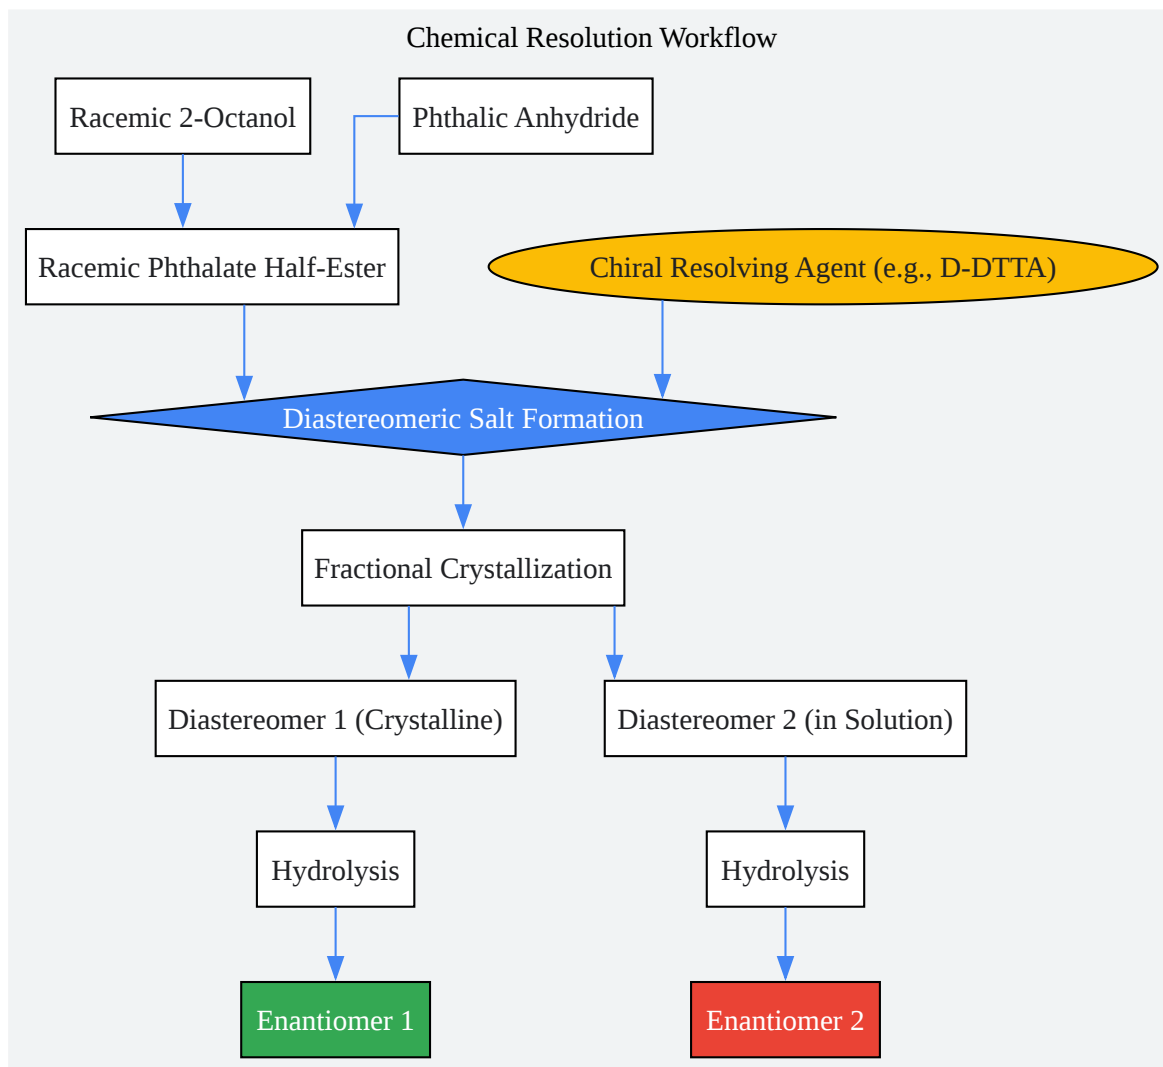 Chemical Resolution Workflow
Racemic 2-Octanol
Phthalic Anhydride
Racemic Phthalate Half-Ester
Chiral Resolving Agent (e.g., D-DTTA)
Diastereomeric Salt Formation
Fractional Crystallization
Diastereomer 1 (Crystalline)
Diastereomer 2 (in Solution)
Hydrolysis
Hydrolysis
Enantiomer 1
Enantiomer 2